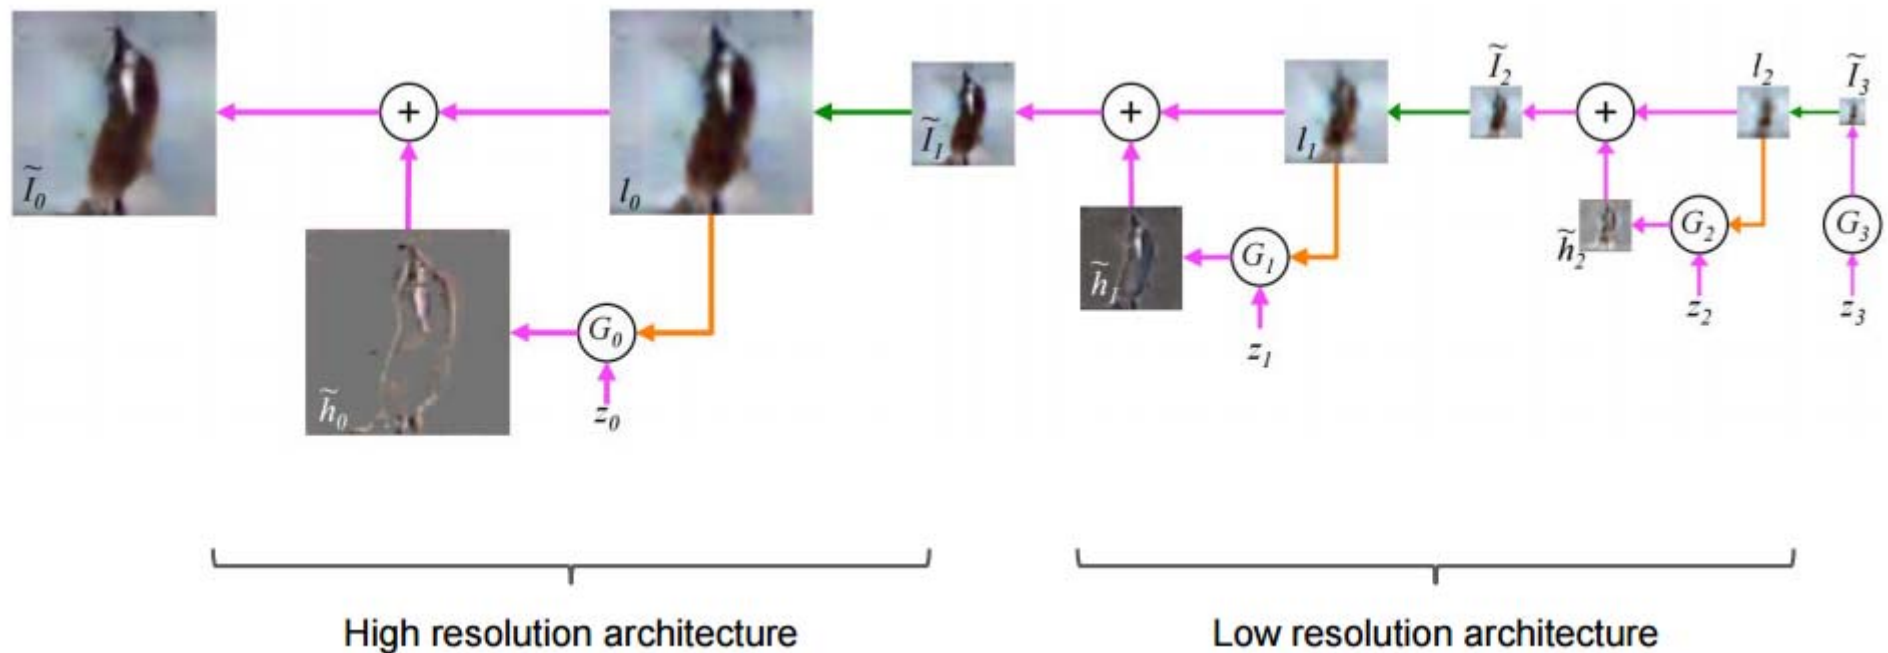 Ĩ₀
+
l₀
h̃₀
G₀
z₀
Ĩ₁
+
l₁
h̃₁
G₁
z₁
Ĩ₂
+
l₂
Ĩ₃
h̃₂
G₂
G₃
z₂
z₃
High resolution architecture
Low resolution architecture